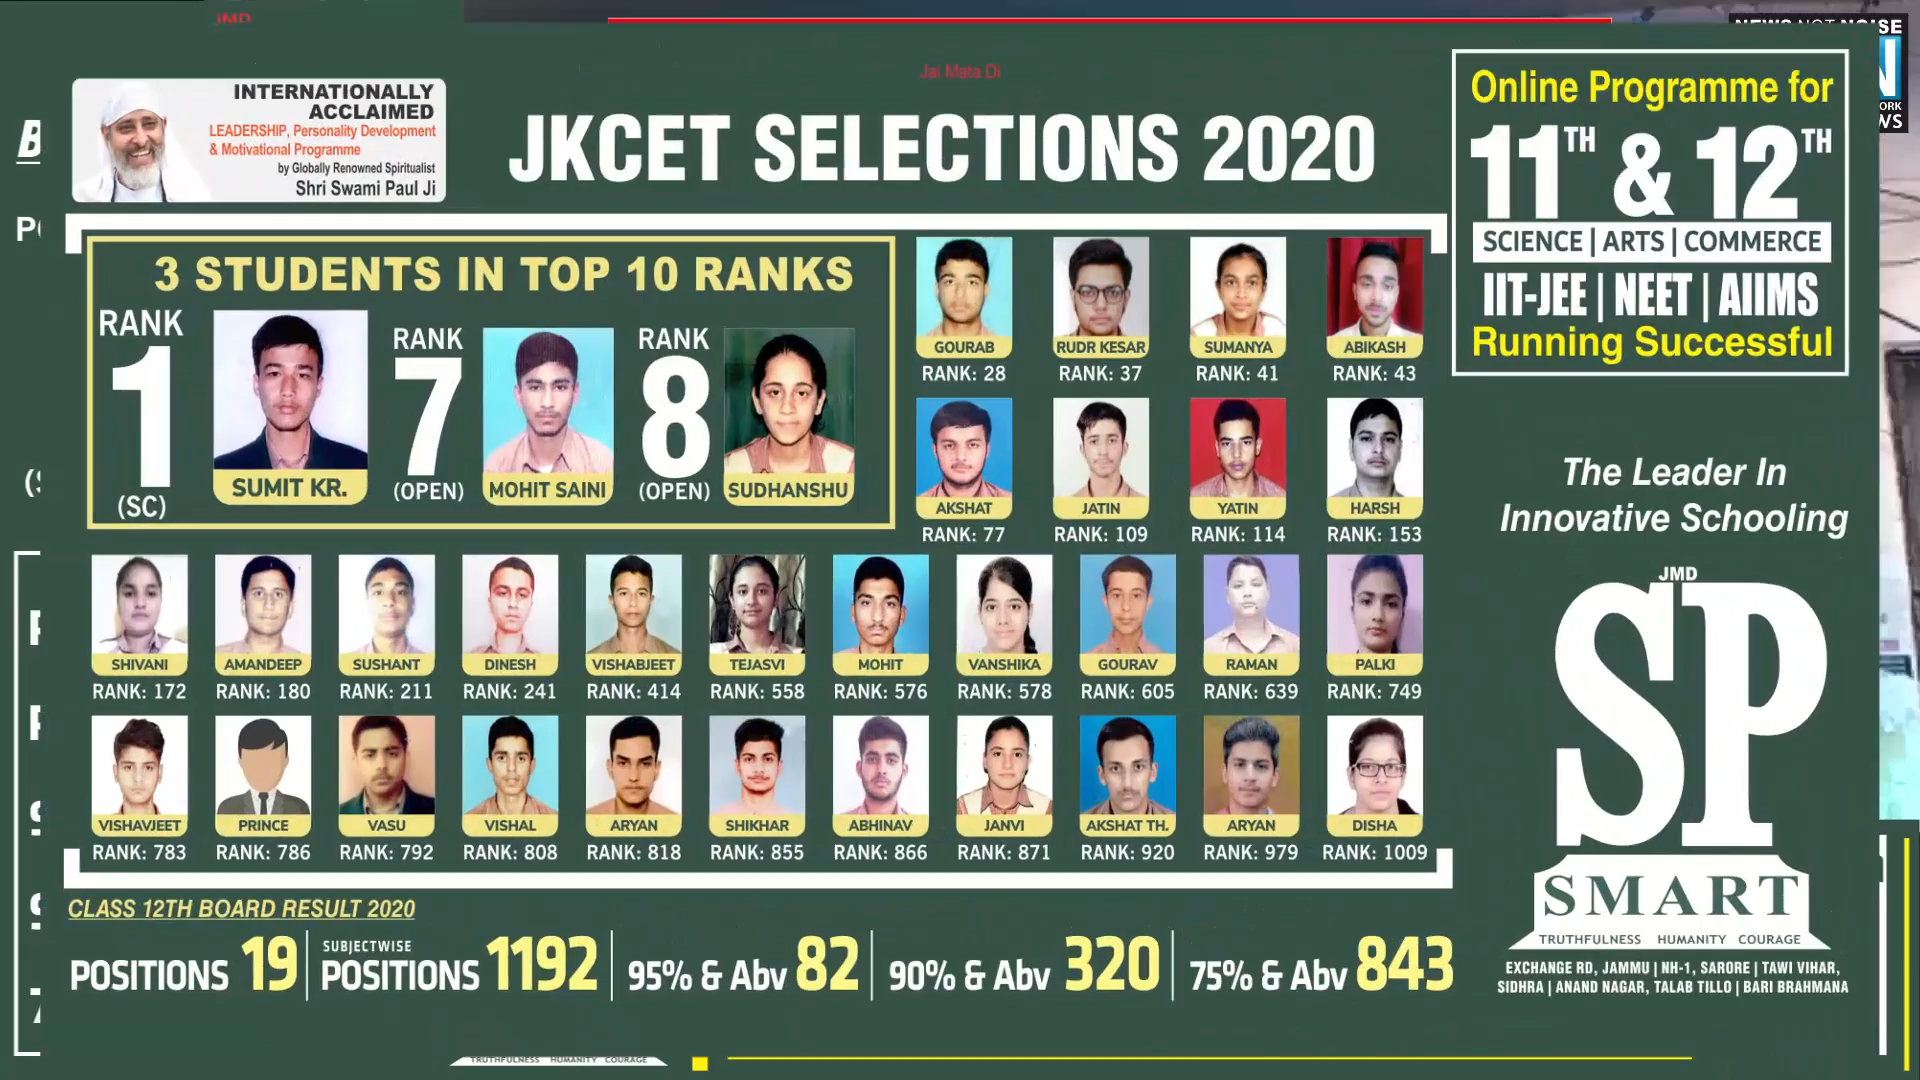 JMD
NEWS NOT NOISE
Jai Mata Di
INTERNATIONALLY
ACCLAIMED
LEADERSHIP, Personality Development
& Motivational Programme
by Globally Renowned Spiritualist
Shri Swami Paul Ji
JKCET SELECTIONS 2020
Online Programme for
11TH & 12TH
SCIENCE | ARTS | COMMERCE
IIT-JEE | NEET | AIIMS
Running Successful
3 STUDENTS IN TOP 10 RANKS
RANK 1 (SC) SUMIT KR.
RANK 7 (OPEN) MOHIT SAINI
RANK 8 (OPEN) SUDHANSHU
GOURAB RUDR KESAR SUMANYA ABIKASH
RANK: 28 RANK: 37 RANK: 41 RANK: 43
AKSHAT JATIN YATIN HARSH
RANK: 77 RANK: 109 RANK: 114 RANK: 153
SHIVANI AMANDEEP SUSHANT DINESH VISHABJEET TEJASVI MOHIT VANSHIKA GOURAV RAMAN PALKI
RANK: 172 RANK: 180 RANK: 211 RANK: 241 RANK: 414 RANK: 558 RANK: 576 RANK: 578 RANK: 605 RANK: 639 RANK: 749
VISHAVJEET PRINCE VASU VISHAL ARYAN SHIKHAR ABHINAV JANVI AKSHAT TH. ARYAN DISHA
RANK: 783 RANK: 786 RANK: 792 RANK: 808 RANK: 818 RANK: 855 RANK: 866 RANK: 871 RANK: 920 RANK: 979 RANK: 1009
The Leader In
Innovative Schooling
JMD
SP
SMART
TRUTHFULNESS HUMANITY COURAGE
EXCHANGE RD, JAMMU | NH-1, SARORE | TAWI VIHAR,
SIDHRA | ANAND NAGAR, TALAB TILLO | BARI BRAHMANA
CLASS 12TH BOARD RESULT 2020
POSITIONS 19 | SUBJECTWISE POSITIONS 1192 | 95% & Abv 82 | 90% & Abv 320 | 75% & Abv 843
TRUTHFULNESS HUMANITY COURAGE